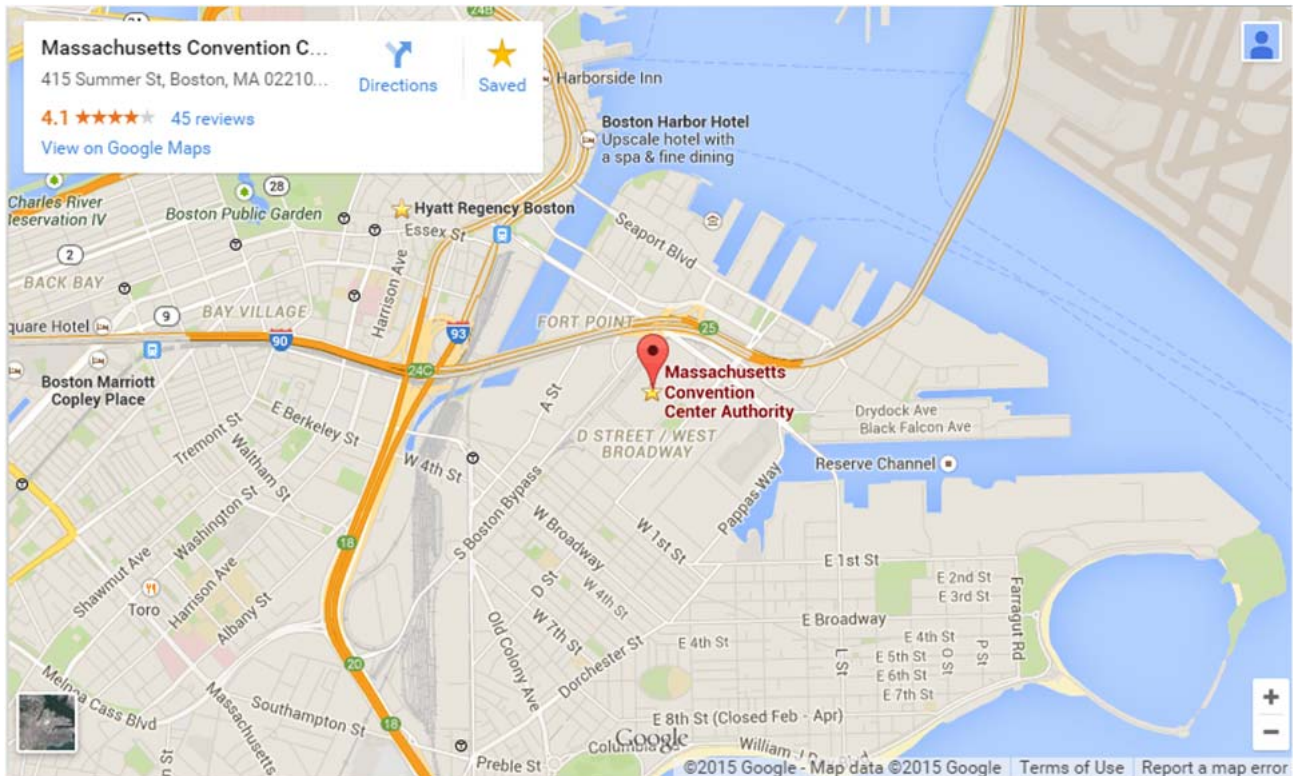 Massachusetts Convention C...
415 Summer St, Boston, MA 02210...
4.1
45 reviews
View on Google Maps
Directions
Saved
24B
Harborside Inn
Boston Harbor Hotel
Upscale hotel with
a spa & fine dining
Charles River
Reservation IV
28
Boston Public Garden
Hyatt Regency Boston
Essex St
Seaport Blvd
2
BACK BAY
Harrison Ave
BAY VILLAGE
9
quare Hotel
90
93
FORT POINT
25
24C
Boston Marriott
Copley Place
A St
Massachusetts
Convention
Center Authority
Drydock Ave
Black Falcon Ave
E Berkeley St
Tremont St
Waltham St
W 4th St
D STREET / WEST
BROADWAY
Reserve Channel
Pappas Way
Washington St
S Boston Bypass
W Broadway
W 1st St
18
E 1st St
Shawmut Ave
Harrison Ave
Albany St
Toro
D St
W 4th St
W 7th St
E 2nd St
E 3rd St
Farragut Rd
Old Colony Ave
E Broadway
Dorchester St
E 4th St
E 4th St
E 5th St
E 6th St
E 7th St
L St
O St
P St
20
Melnea Cass Blvd
Massachusetts
Southampton St
18
E 8th St (Closed Feb - Apr)
Columbia
Google
Preble St
William J
Blvd
+
−
©2015 Google - Map data ©2015 Google
Terms of Use
Report a map error